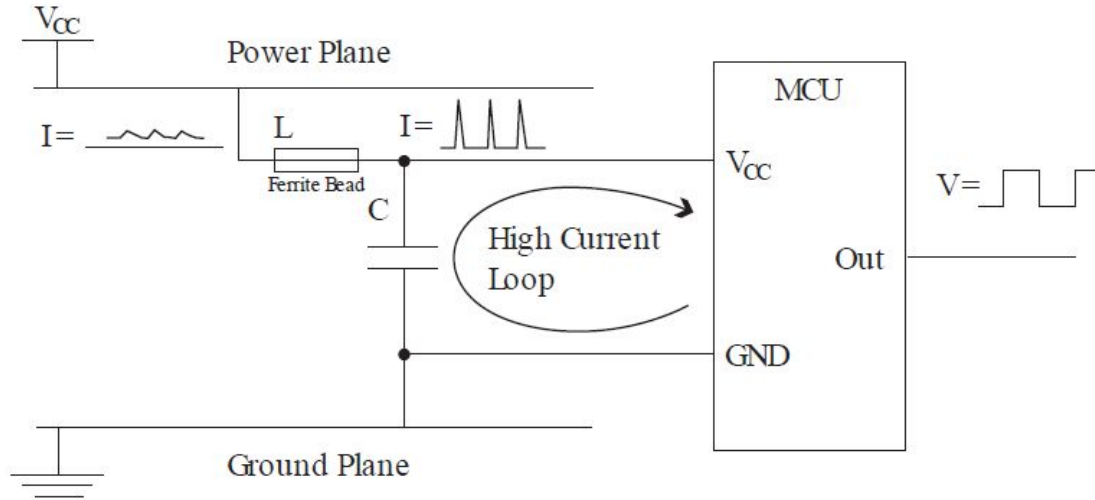 VCC
Power Plane
MCU
I=
L
I=
Ferrite Bead
VCC
V=
C
High Current
Loop
Out
GND
Ground Plane